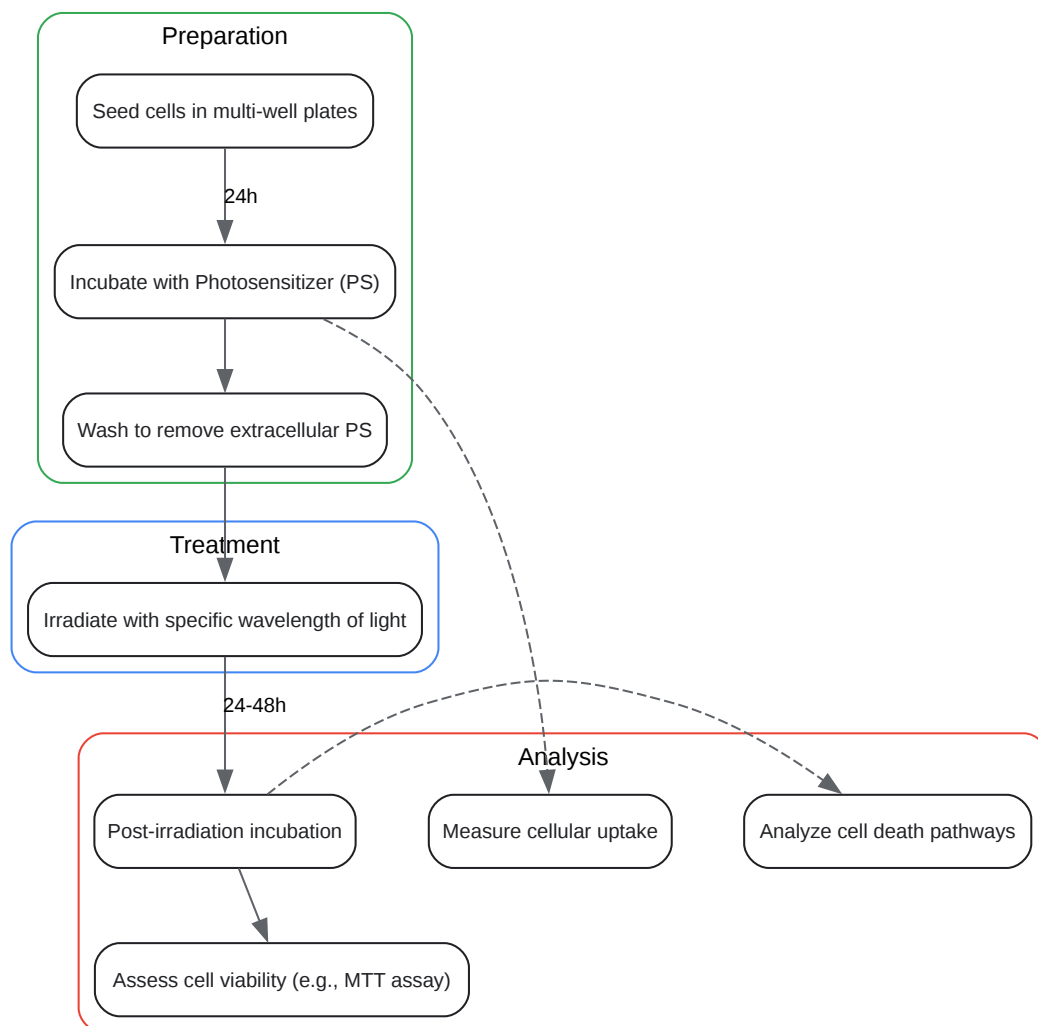 Preparation
Seed cells in multi-well plates
24h
Incubate with Photosensitizer (PS)
Wash to remove extracellular PS
Treatment
Irradiate with specific wavelength of light
24-48h
Analysis
Post-irradiation incubation
Measure cellular uptake
Analyze cell death pathways
Assess cell viability (e.g., MTT assay)